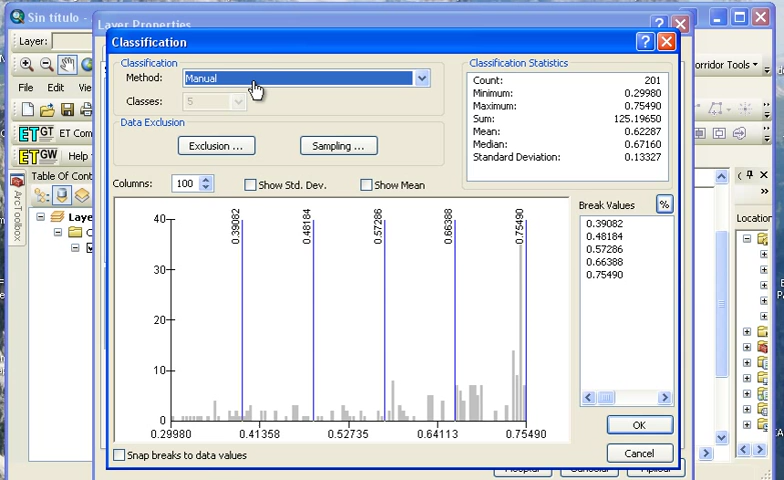 Sin título
Layer Properties
Layer:
orridor Tools
File
Edit
ET GT
ET Com
ET GW
Help
Table Of Cont
ArcToolbox
Laye
Locatior
Classification
Classification
Method:
Manual
Classes:
5
Data Exclusion
Exclusion ...
Sampling ...
Classification Statistics
Count: 201
Minimum: 0.29980
Maximum: 0.75490
Sum: 125.19650
Mean: 0.62287
Median: 0.67160
Standard Deviation: 0.13327
Columns:
100
Show Std. Dev.
Show Mean
Break Values
%
0.39082
0.48184
0.57286
0.66388
0.75490
0.39082
0.48184
0.57286
0.66388
0.75490
40
30
20
10
0
0.29980
0.41358
0.52735
0.64113
0.75490
OK
Cancel
Snap breaks to data values